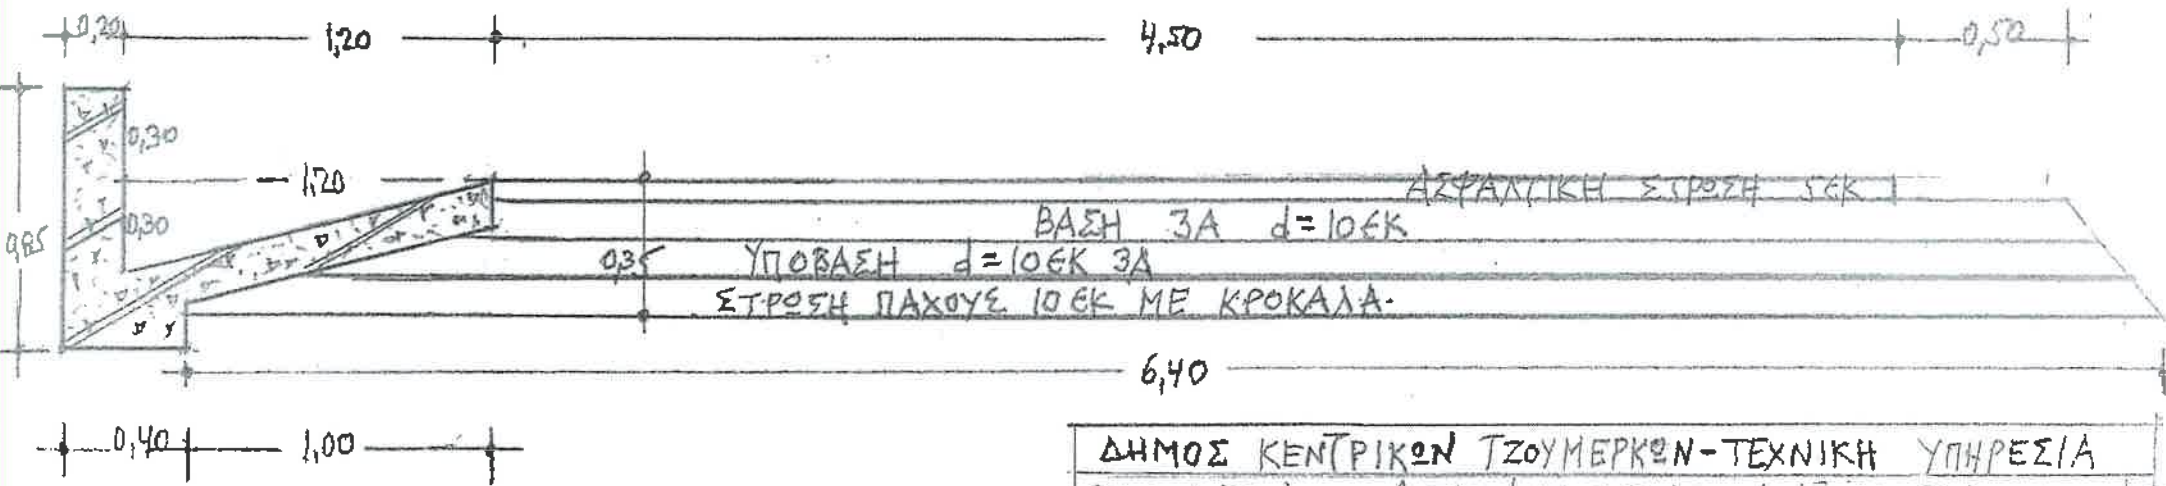 0,20 1,20 4,50 0,50
0,30
1,20
ΑΣΦΑΛΤΙΚΗ ΣΤΡΩΣΗ 5ΕΚ
0,30
ΒΑΣΗ 3Α d=10ΕΚ
0,85
0,35 ΥΠΟΒΑΣΗ d=10ΕΚ 3Α
ΣΤΡΩΣΗ ΠΑΧΟΥΣ 10ΕΚ ΜΕ ΚΡΟΚΑΛΑ.
6,40
0,40 1,00
ΔΗΜΟΣ ΚΕΝΤΡΙΚΩΝ ΤΖΟΥΜΕΡΚΩΝ-ΤΕΧΝΙΚΗ ΥΠΗΡΕΣΙΑ